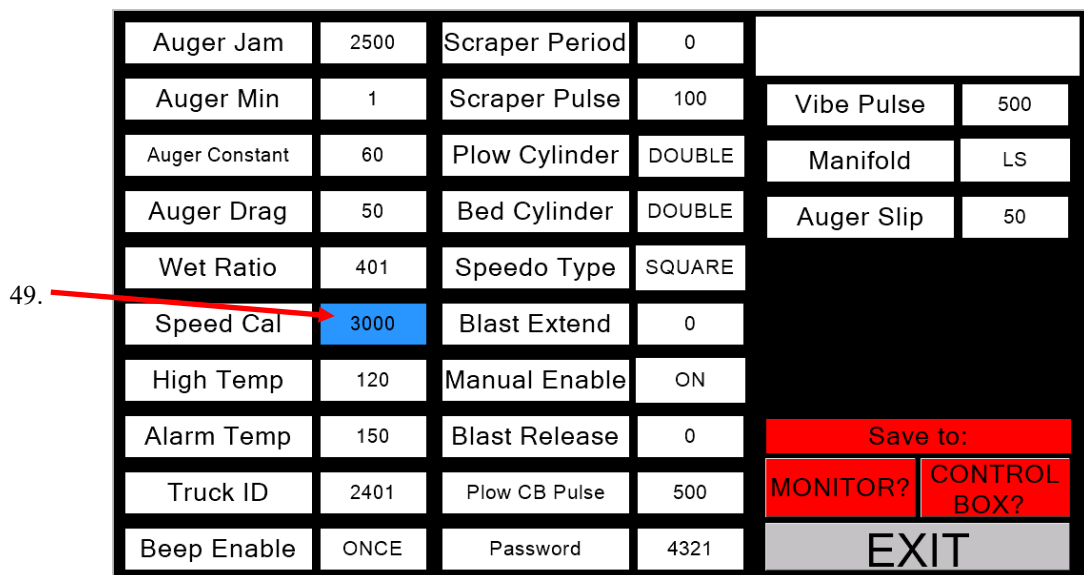 Auger Jam 2500 Scraper Period 0
Auger Min 1 Scraper Pulse 100 Vibe Pulse 500
Auger Constant 60 Plow Cylinder DOUBLE Manifold LS
Auger Drag 50 Bed Cylinder DOUBLE Auger Slip 50
Wet Ratio 401 Speedo Type SQUARE
49.
Speed Cal 3000 Blast Extend 0
High Temp 120 Manual Enable ON
Alarm Temp 150 Blast Release 0 Save to:
Truck ID 2401 Plow CB Pulse 500 MONITOR? CONTROL
BOX?
Beep Enable ONCE Password 4321 EXIT